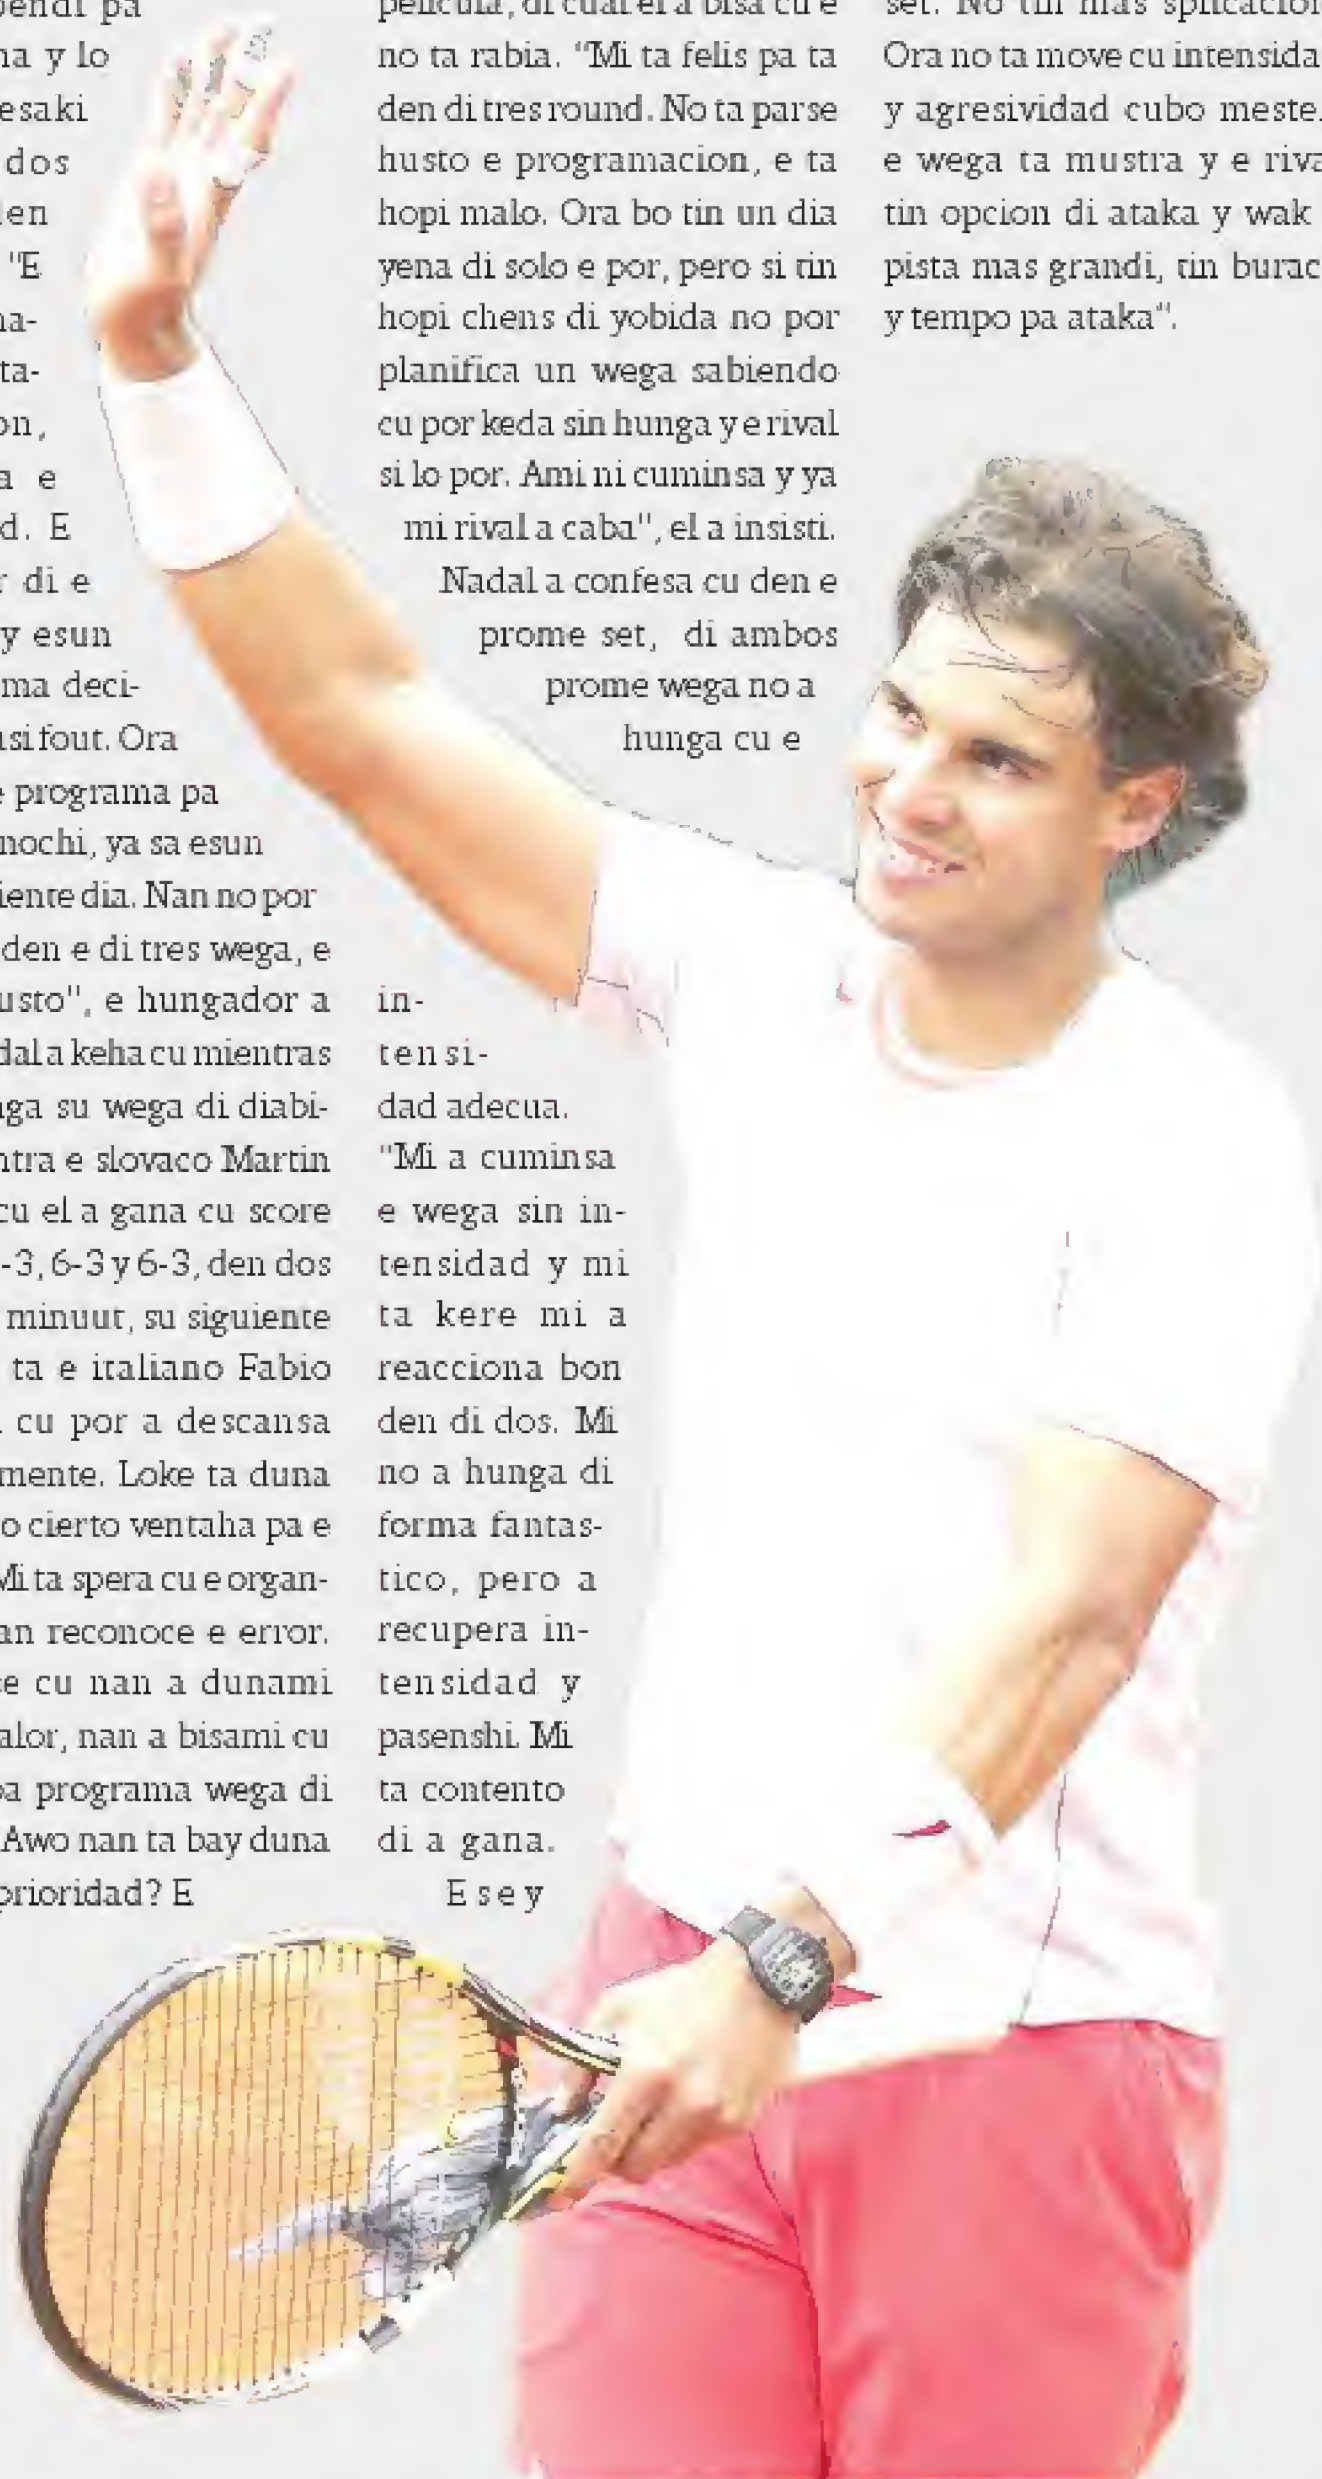 pendi pa
y lo
esaki
dos
"E
E
di e
y esun
ma deci-
fout. Ora
programa pa
nochi, ya sa esun
dia. Nan no por
den e di tres wega, e
", e hungador a
a keha cu mientras
su wega di diabi-
e slovaco Martin
cu el a gana cu score
-3, 6-3 y 6-3, den dos
minuut, su siguiente
ta e italiano Fabio
cu por a descansa
Loke ta duna
cierto ventaha pa e
Mi ta spera cu e organ-
reconoce e error.
cu nan a dunami
nan a bisami cu
programa wega di
Awo nan ta bay duna
prioridad? E
pelicula, di cual el a bisa cu e
no ta rabia. "Mi ta felis pa ta
den di tres round. No ta parse
husto e programacion, e ta
hopi malo. Ora bo tin un dia
yena di solo e por, pero si tin
hopi chens di yobida no por
planifica un wega sabiendo
cu por keda sin hunga y e rival
si lo por. Ami ni cuminsa y ya
mi rival a caba", el a insisti.
Nadal a confesa cu den e
prome set, di ambos
prome wega no a
hunga cu e
in-
tensi-
dad adecua.
"Mi a cuminsa
e wega sin in-
tensidad y mi
ta kere mi a
reacciona bon
den di dos. Mi
no a hunga di
forma fantas-
tico, pero a
recupera in-
tensidad y
pasenshi. Mi
ta contento
di a gana.
Esey
set. No tin mas splicacion
Ora no ta move cu intensida
y agresividad cubo meste.
e wega ta mustra y e riva
tin opcion di ataka y wak
pista mas grandi, tin burac
y tempo pa ataka".